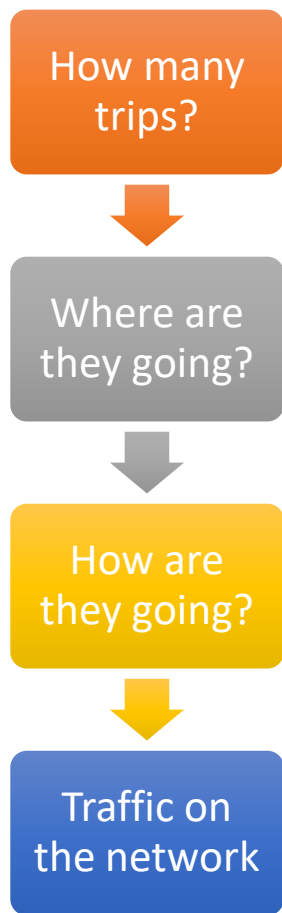 How many
trips?
Where are
they going?
How are
they going?
Traffic on
the network